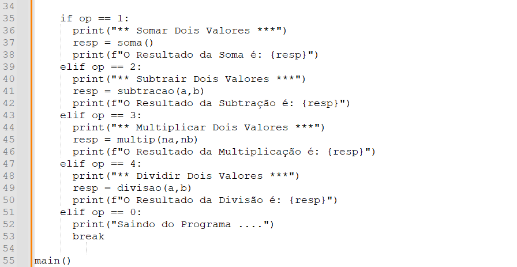 34
35 if op == 1:
36 print("** Somar Dois Valores ***")
37 resp = soma()
38 print(f"O Resultado da Soma é: {resp}")
39 elif op == 2:
40 print("** Subtrair Dois Valores ***")
41 resp = subtracao(a,b)
42 print(f"O Resultado da Subtração é: {resp}")
43 elif op == 3:
44 print("** Multiplicar Dois Valores ***")
45 resp = multip(na,nb)
46 print(f"O Resultado da Multiplicação é: {resp}")
47 elif op == 4:
48 print("** Dividir Dois Valores ***")
49 resp = divisao(a,b)
50 print(f"O Resultado da Divisão é: {resp}")
51 elif op == 0:
52 print("Saindo do Programa ....")
53 break
54
55 main()